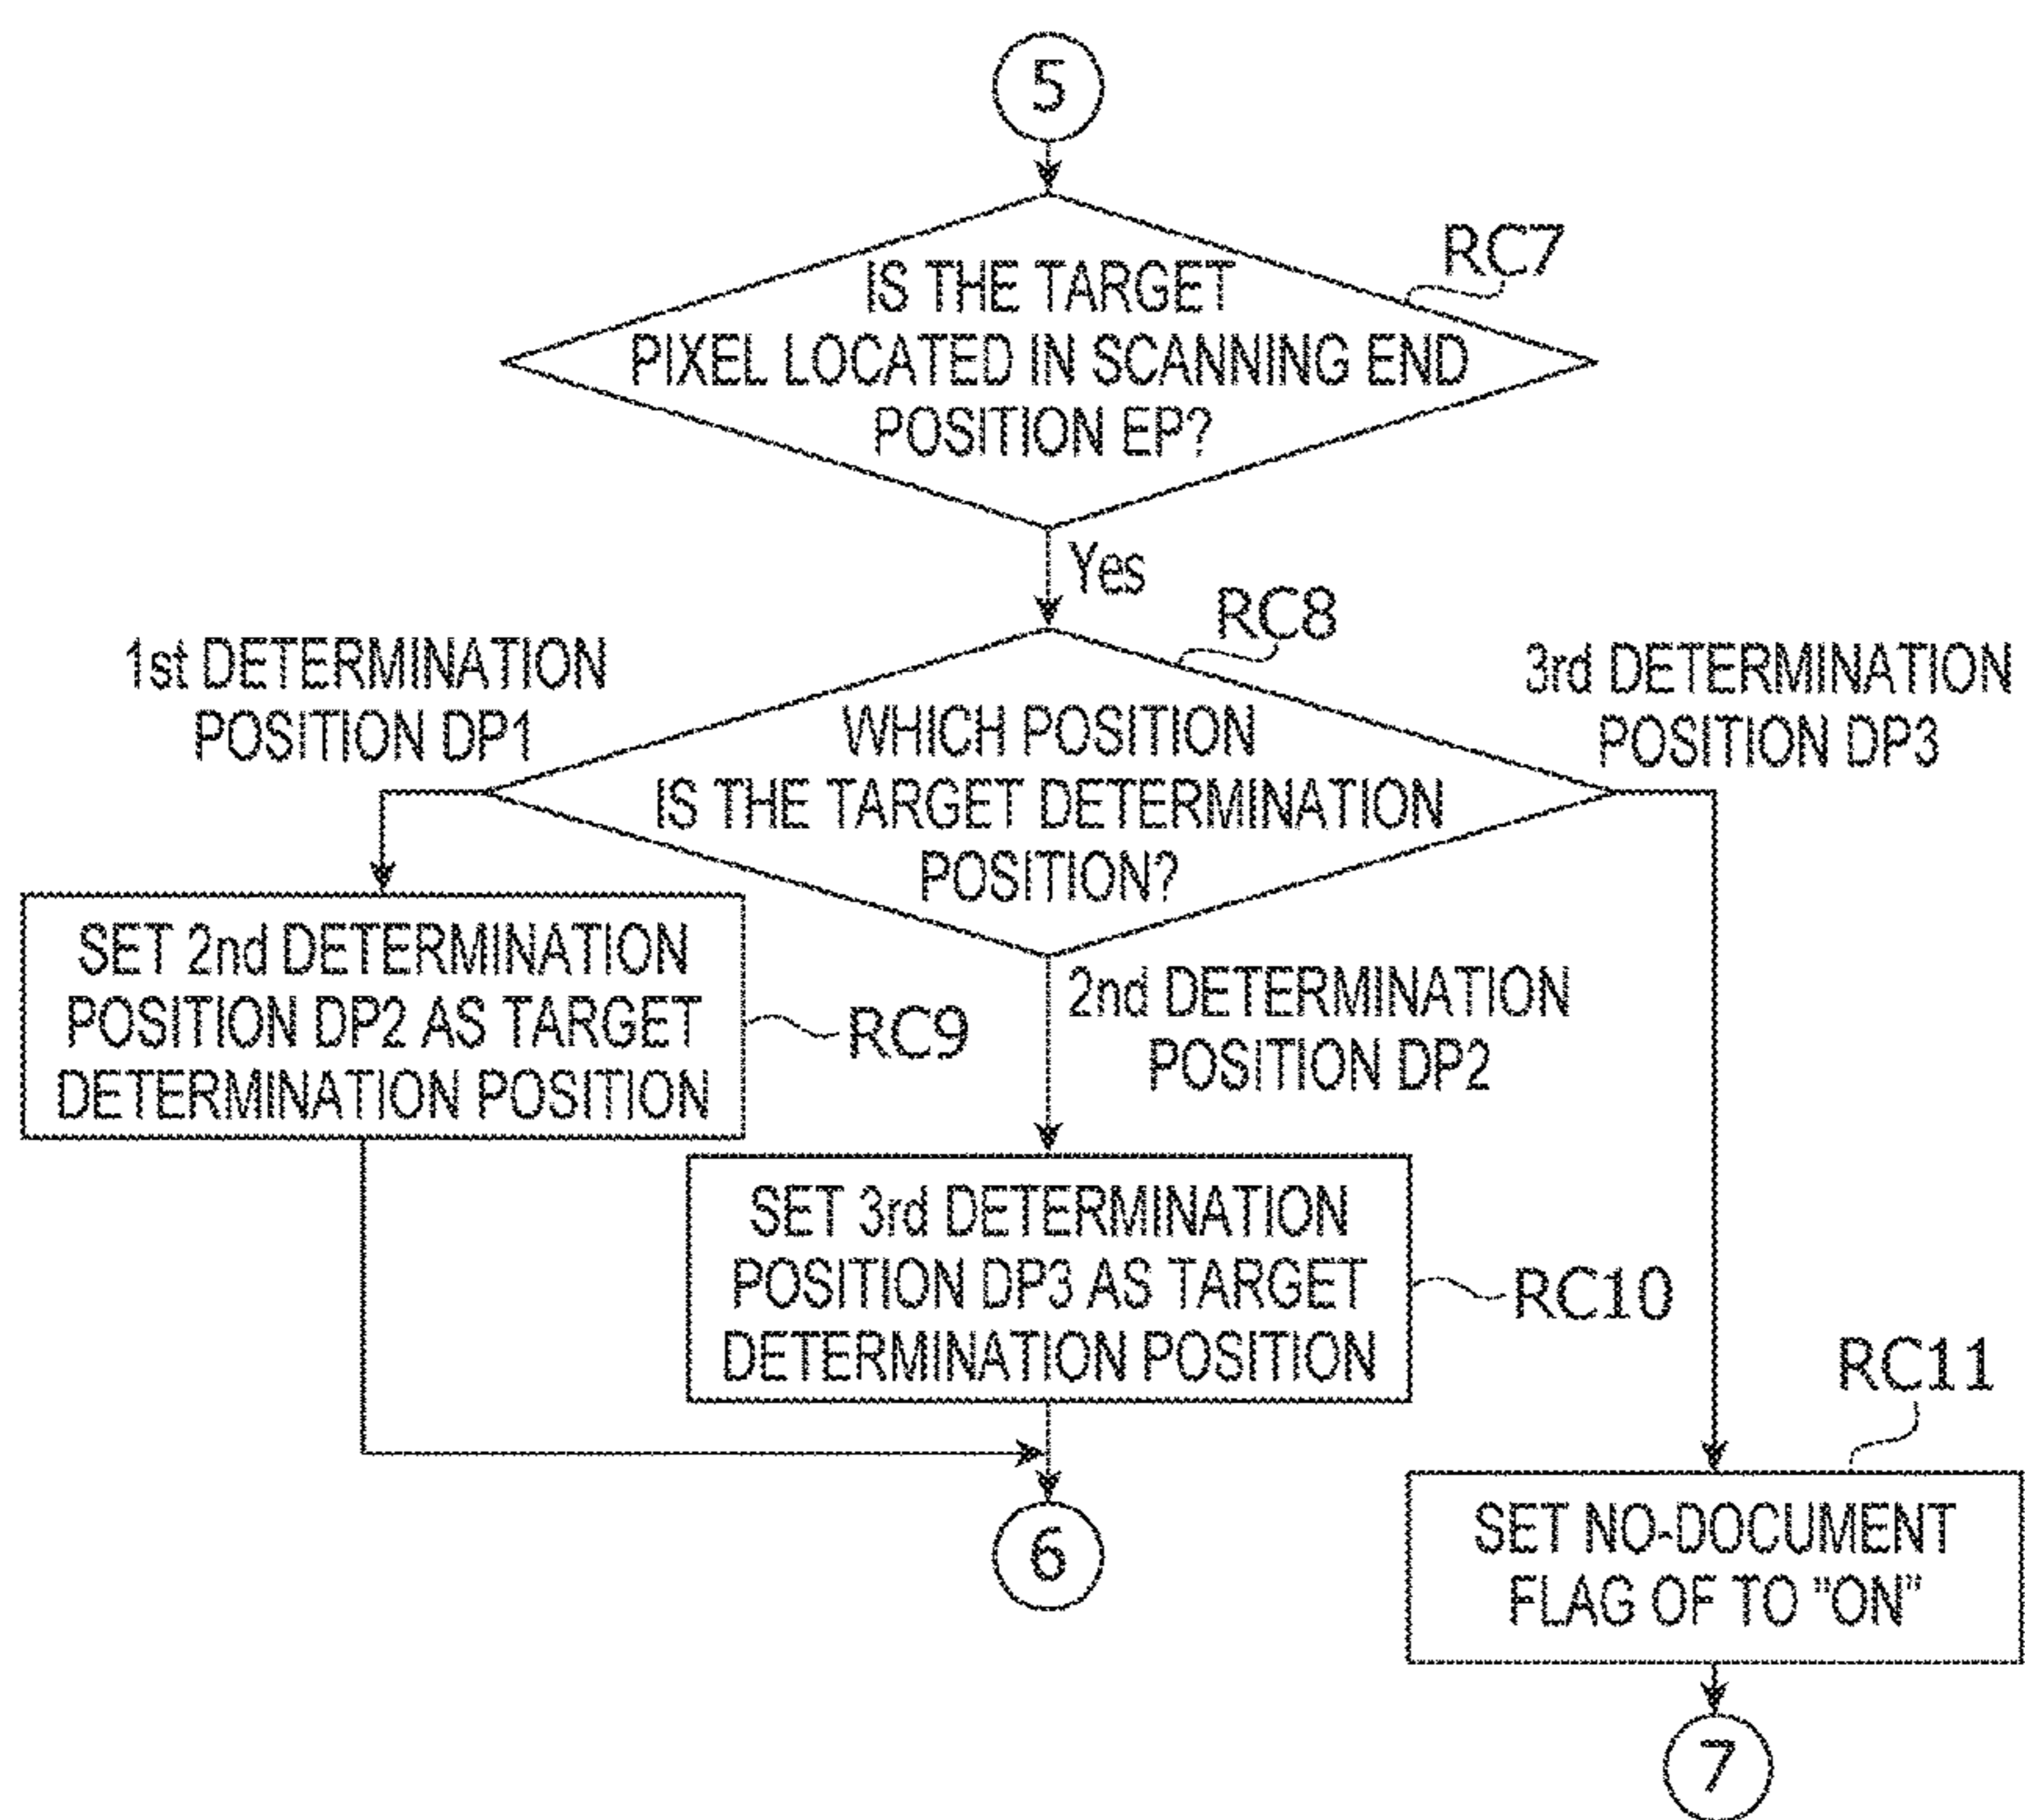 5
RC7
IS THE TARGET
PIXEL LOCATED IN SCANNING END
POSITION EP?
Yes
RC8
1st DETERMINATION
POSITION DP1
3rd DETERMINATION
POSITION DP3
WHICH POSITION
IS THE TARGET DETERMINATION
POSITION?
SET 2nd DETERMINATION
POSITION DP2 AS TARGET
DETERMINATION POSITION
RC9
2nd DETERMINATION
POSITION DP2
SET 3rd DETERMINATION
POSITION DP3 AS TARGET
DETERMINATION POSITION
RC10
RC11
SET NO-DOCUMENT
FLAG OF TO "ON"
6
7